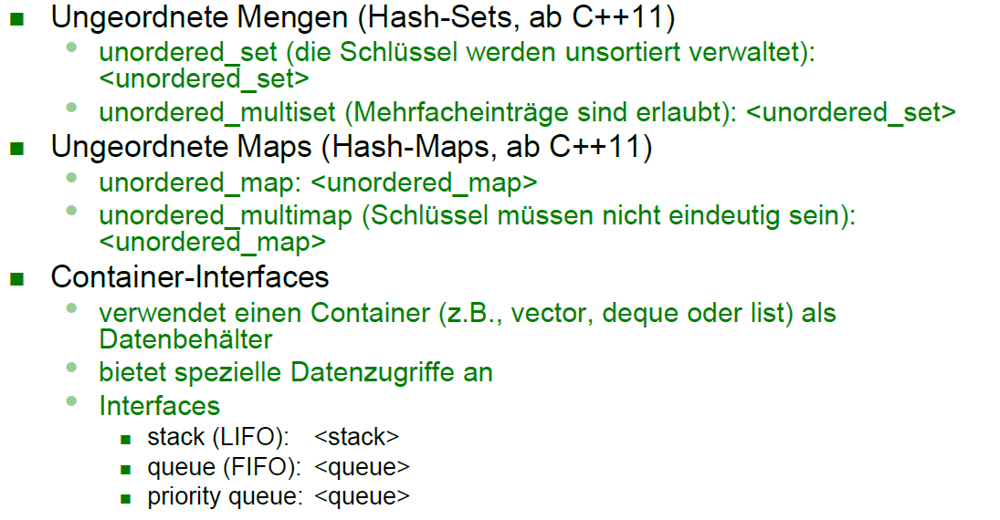 Ungeordnete Mengen (Hash-Sets, ab C++11)
unordered_set (die Schlüssel werden unsortiert verwaltet):
<unordered_set>
unordered_multiset (Mehrfacheinträge sind erlaubt): <unordered_set>
Ungeordnete Maps (Hash-Maps, ab C++11)
unordered_map: <unordered_map>
unordered_multimap (Schlüssel müssen nicht eindeutig sein):
<unordered_map>
Container-Interfaces
verwendet einen Container (z.B., vector, deque oder list) als
Datenbehälter
bietet spezielle Datenzugriffe an
Interfaces
stack (LIFO): <stack>
queue (FIFO): <queue>
priority queue: <queue>